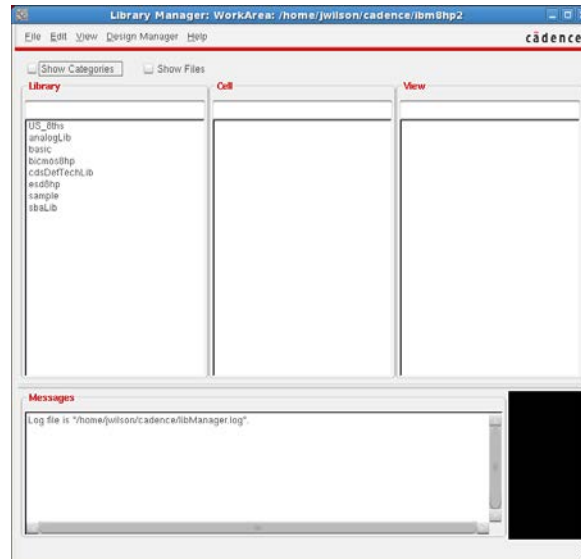 Library Manager: WorkArea: /home/jwilson/cadence/ibm8hp2
File Edit View Design Manager Help
cādence
Show Categories Show Files
Library Cell View
US_8ths
analogLib
basic
bicmos8hp
cdsDefTechLib
esd8hp
sample
sbaLib
Messages
Log file is "/home/jwilson/cadence/libManager.log".